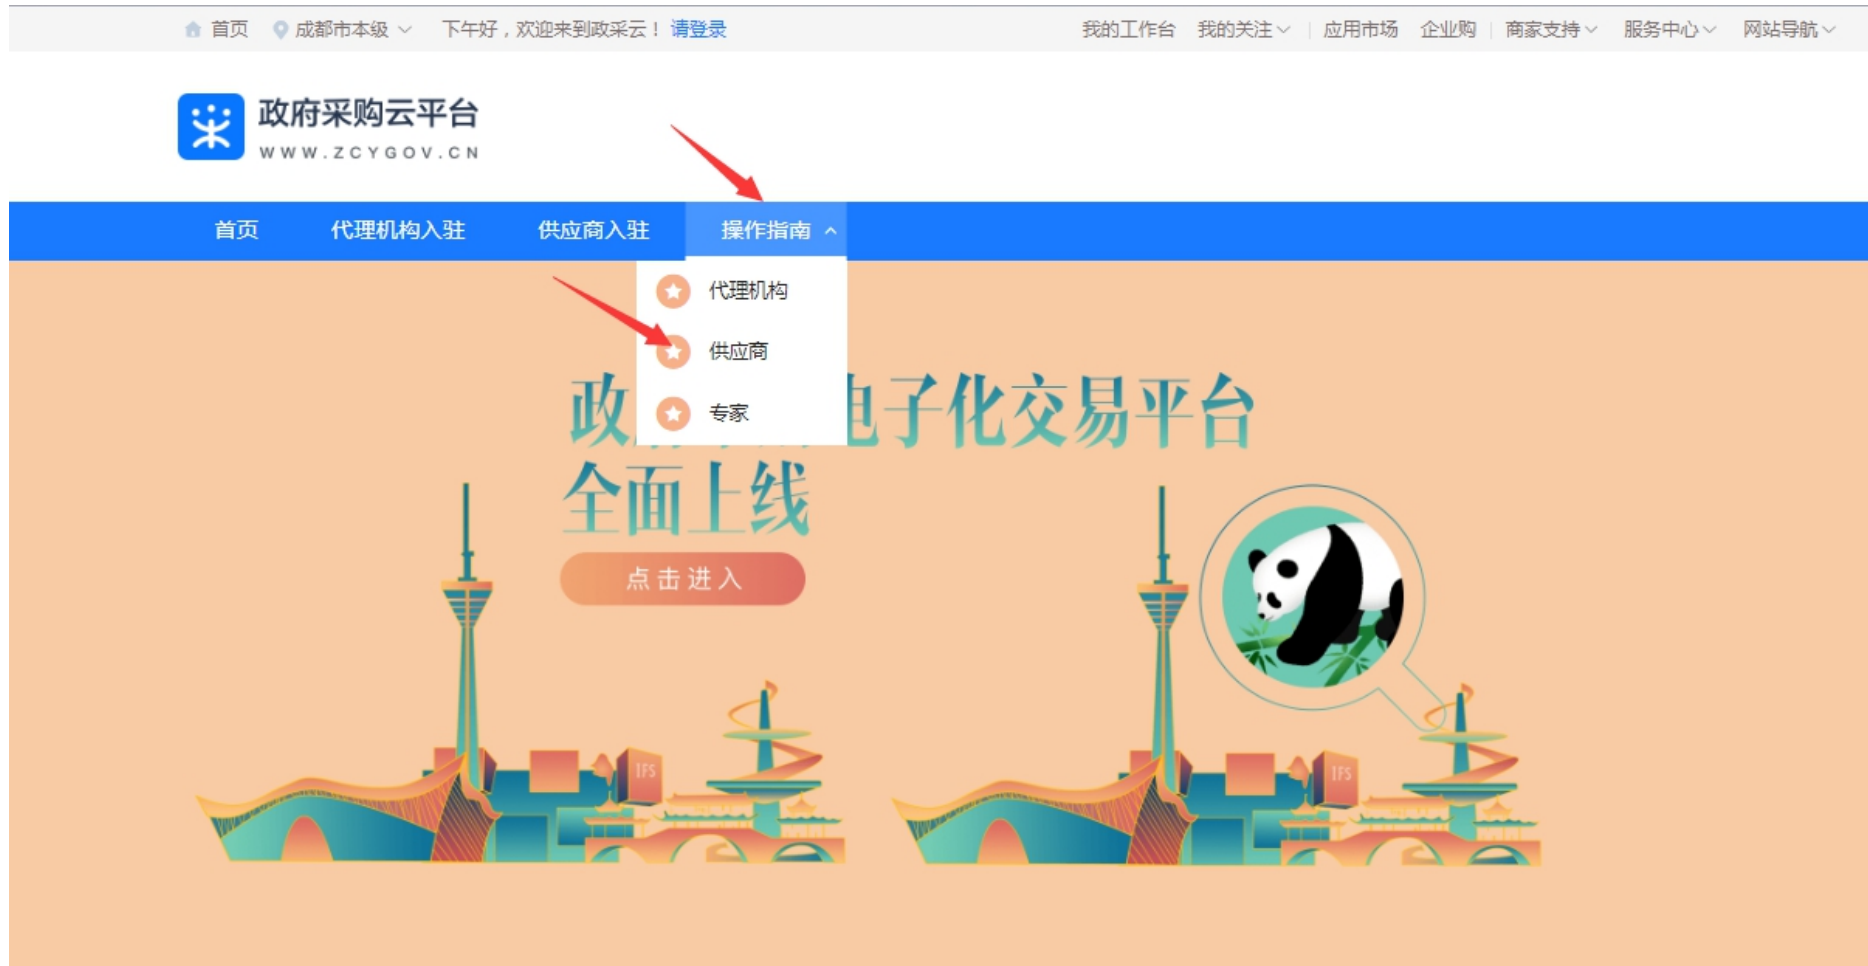 首页 成都市本级 下午好，欢迎来到政采云！ 请登录 我的工作台 我的关注 应用市场 企业购 商家支持 服务中心 网站导航
政府采购云平台
WWW.ZCYGOV.CN
首页 代理机构入驻 供应商入驻 操作指南
代理机构
供应商
专家
政 电子化交易平台
全面上线
点击进入
IFS IFS